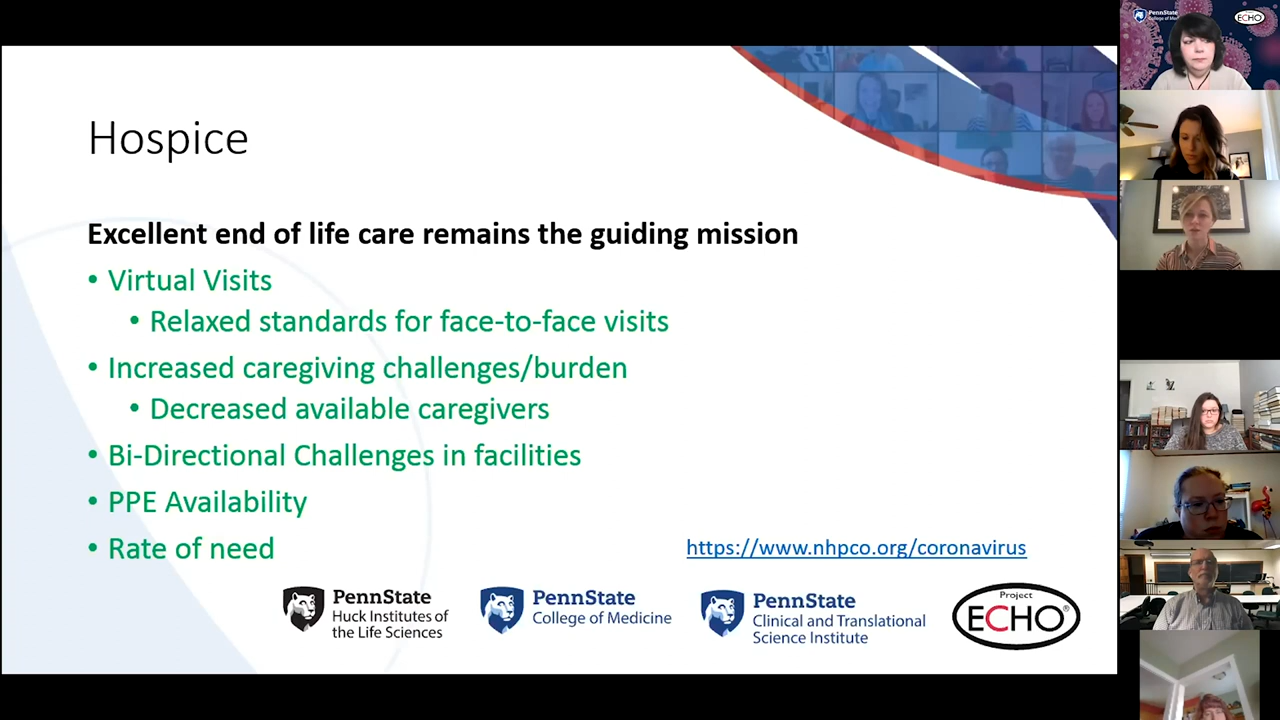 Hospice
Excellent end of life care remains the guiding mission
• Virtual Visits
• Relaxed standards for face-to-face visits
• Increased caregiving challenges/burden
• Decreased available caregivers
• Bi-Directional Challenges in facilities
• PPE Availability
• Rate of need
https://www.nhpco.org/coronavirus
PennState
Huck Institutes of
the Life Sciences
PennState
College of Medicine
PennState
Clinical and Translational
Science Institute
Project
ECHO®
PennState
ECHO